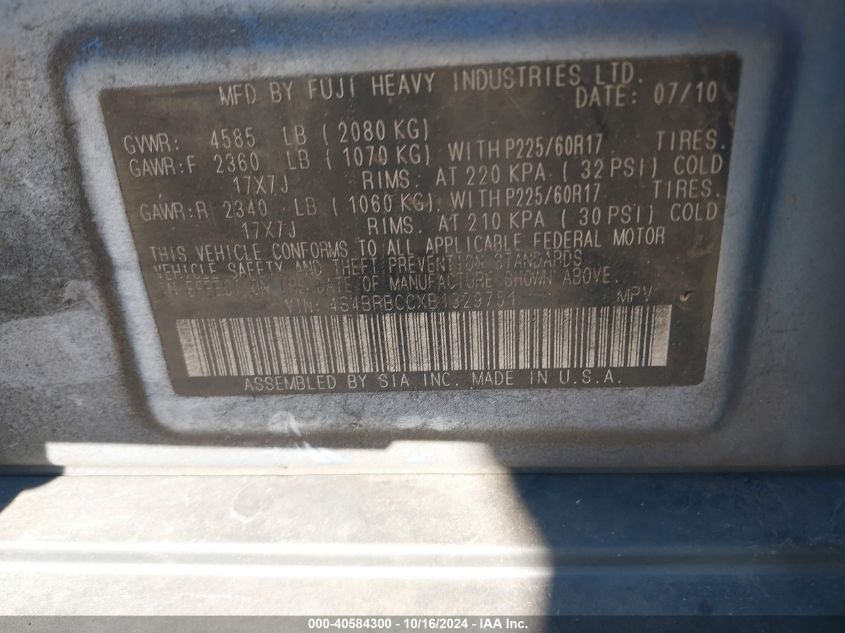 MFD BY FUJI HEAVY INDUSTRIES LTD.
DATE: 07/10
GVWR: 4585 LB (2080 KG)
GAWR:F 2360 LB (1070 KG) WITH P225/60R17 TIRES.
17X7J RIMS. AT 220 KPA (32 PSI) COLD
GAWR:R 2340 LB (1060 KG) WITH P225/60R17 TIRES.
17X7J RIMS. AT 210 KPA (30 PSI) COLD
THIS VEHICLE CONFORMS TO ALL APPLICABLE FEDERAL MOTOR
VEHICLE SAFETY AND THEFT PREVENTION STANDARDS
IN EFFECT ON THE DATE OF MANUFACTURE SHOWN ABOVE.
VIN: 4S4BRBCCXB1329751 MPV
ASSEMBLED BY SIA INC. MADE IN U.S.A.
000-40584300 - 10/16/2024 - IAA Inc.